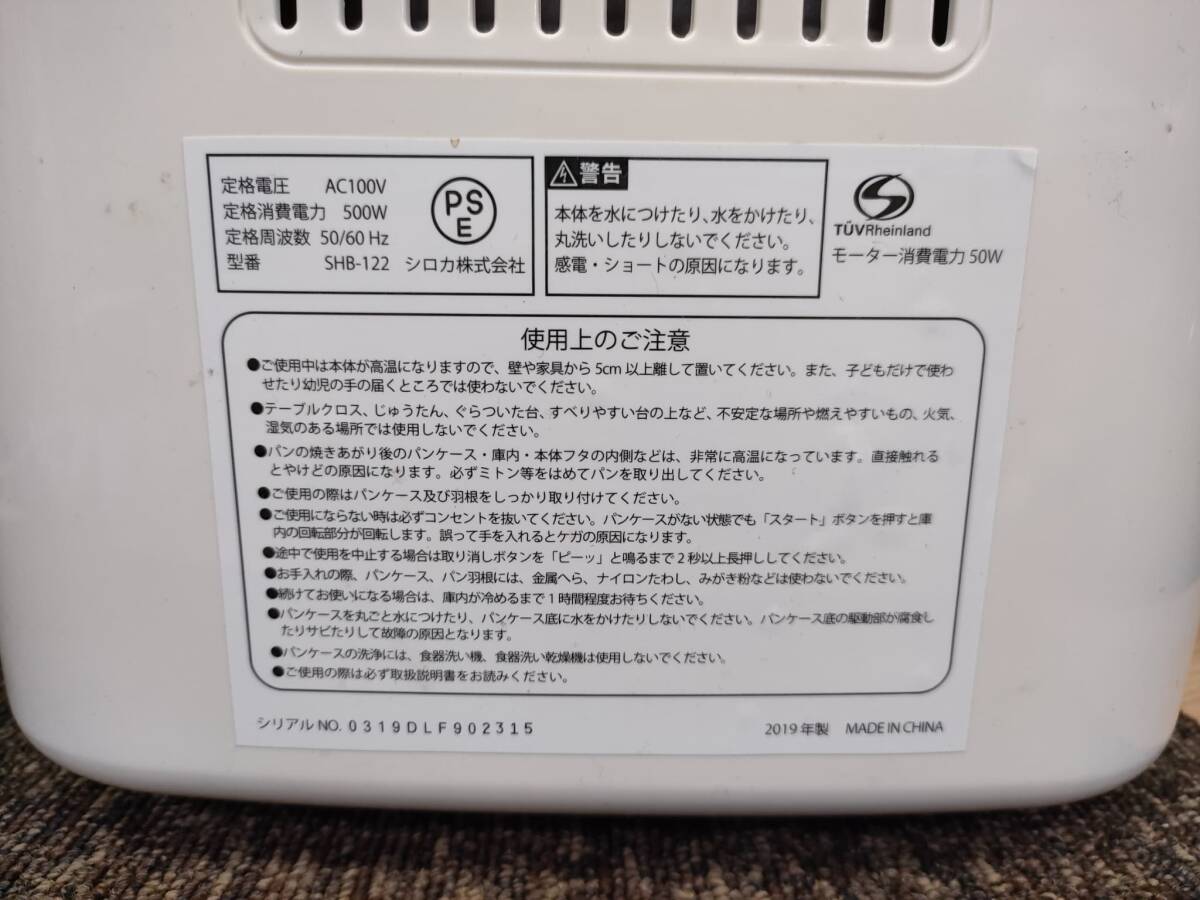 定格電圧 AC100V
定格消費電力 500W
定格周波数 50/60 Hz
型番 SHB-122
PS
E
シロカ株式会社
警告
本体を水につけたり、水をかけたり、
丸洗いしたりしないでください。
感電・ショートの原因になります。
TÜVRheinland
モーター消費電力 50W
使用上のご注意
●ご使用中は本体が高温になりますので、壁や家具から 5cm 以上離して置いてください。また、子どもだけで使わ
せたり幼児の手の届くところでは使わないでください。
●テーブルクロス、じゅうたん、ぐらついた台、すべりやすい台の上など、不安定な場所や燃えやすいもの、火気、
湿気のある場所では使用しないでください。
●パンの焼きあがり後のパンケース・庫内・本体フタの内側などは、非常に高温になっています。直接触れる
とやけどの原因になります。必ずミトン等をはめてパンを取り出してください。
●ご使用の際はパンケース及び羽根をしっかり取り付けてください。
●ご使用にならない時は必ずコンセントを抜いてください。パンケースがない状態でも「スタート」ボタンを押すと庫
内の回転部分が回転します。誤って手を入れるとケガの原因になります。
●途中で使用を中止する場合は取り消しボタンを「ピーッ」と鳴るまで 2 秒以上長押ししてください。
●お手入れの際、パンケース、パン羽根には、金属へら、ナイロンたわし、みがき粉などは使わないでください。
●続けてお使いになる場合は、庫内が冷めるまで 1 時間程度お待ちください。
●パンケースを丸ごと水につけたり、パンケース底に水をかけたりしないでください。パンケース底の駆動部が腐食し
たりサビたりして故障の原因となります。
●パンケースの洗浄には、食器洗い機、食器洗い乾燥機は使用しないでください。
●ご使用の際は必ず取扱説明書をお読みください。
シリアル NO. 0319DLF902315
2019 年製 MADE IN CHINA